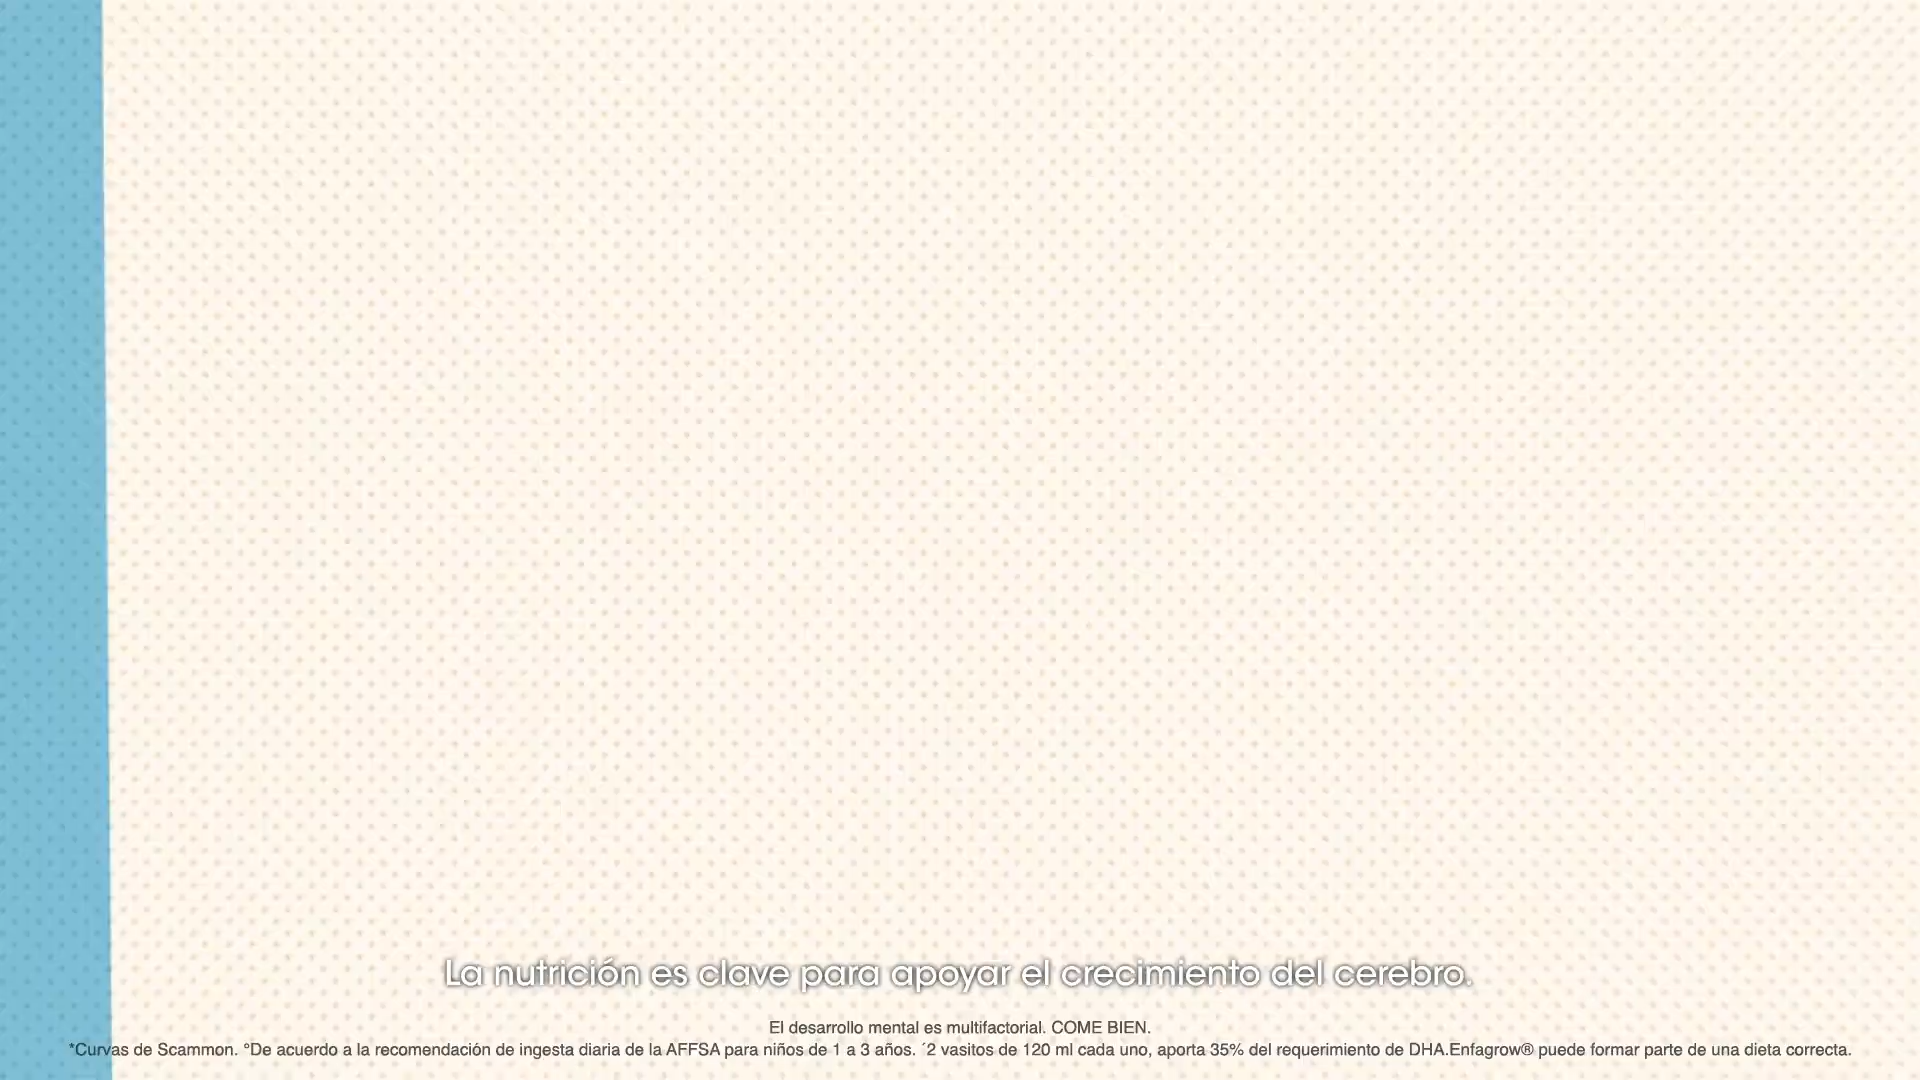 La nutrición es clave para apoyar el crecimiento del cerebro.
El desarrollo mental es multifactorial. COME BIEN.
*Curvas de Scammon. °De acuerdo a la recomendación de ingesta diaria de la AFFSA para niños de 1 a 3 años. ´2 vasitos de 120 ml cada uno, aporta 35% del requerimiento de DHA.Enfagrow® puede formar parte de una dieta correcta.